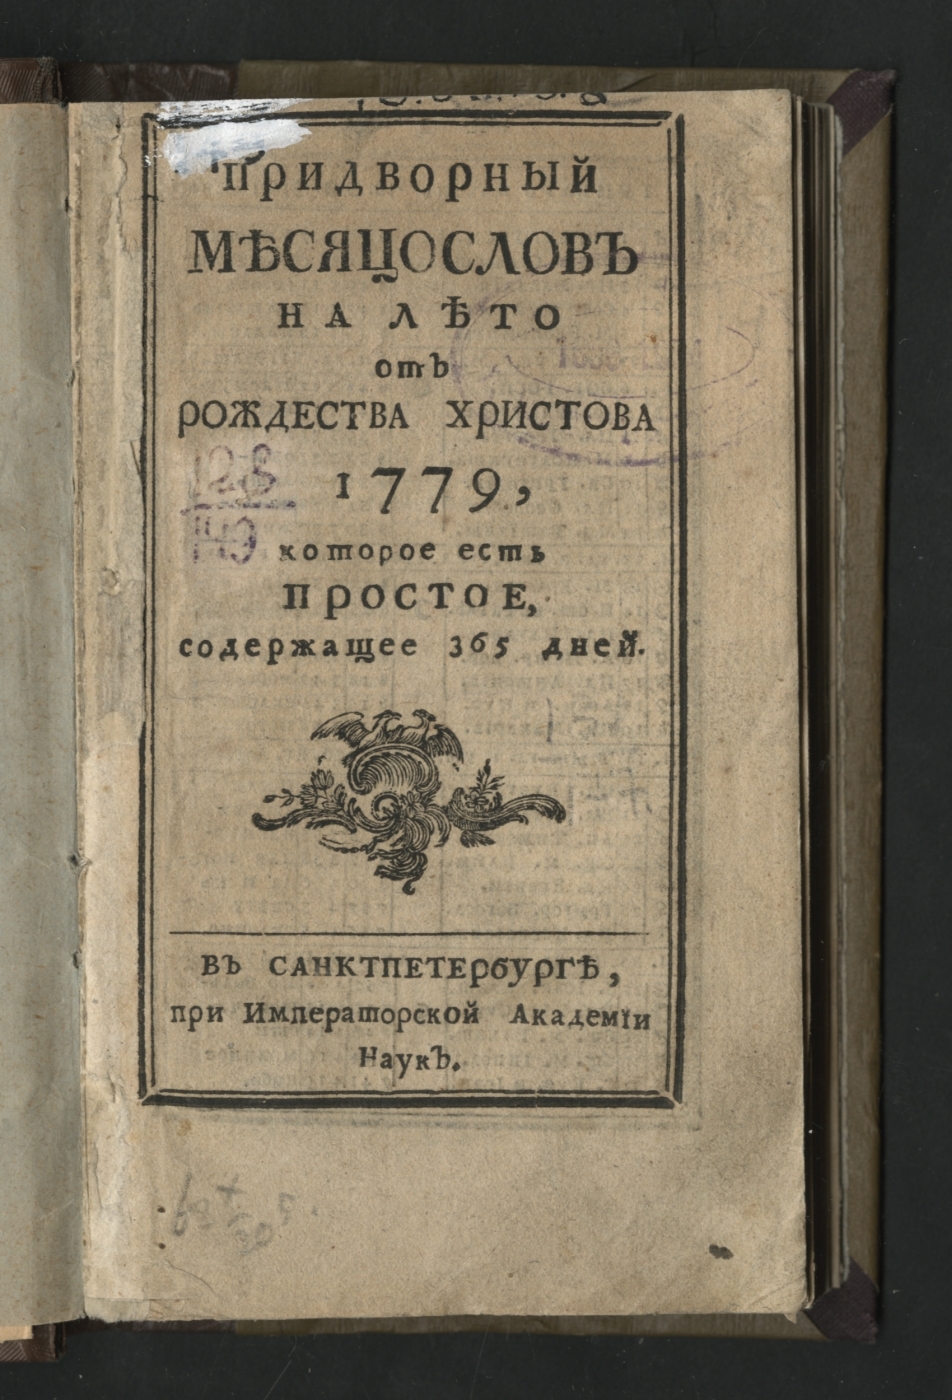 Придворный
МѢСЯЦОСЛОВЪ
НА ЛѢТО
отъ
РОЖДЕСТВА ХРИСТОВА
1779,
которое есть
ПРОСТОЕ,
содержащее 365 дней.
128
ВЪ САНКТПЕТЕРБУРГѢ,
при Императорской Академїи
Наукъ.